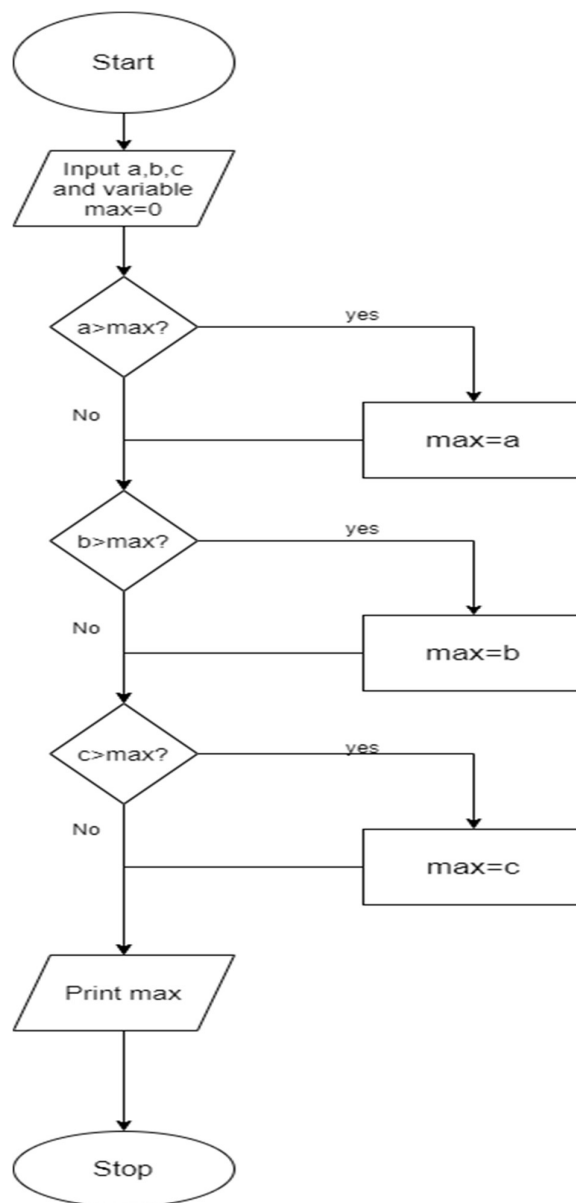 Start
Input a,b,c
and variable
max=0
a>max?
yes
No
max=a
b>max?
yes
No
max=b
c>max?
yes
No
max=c
Print max
Stop